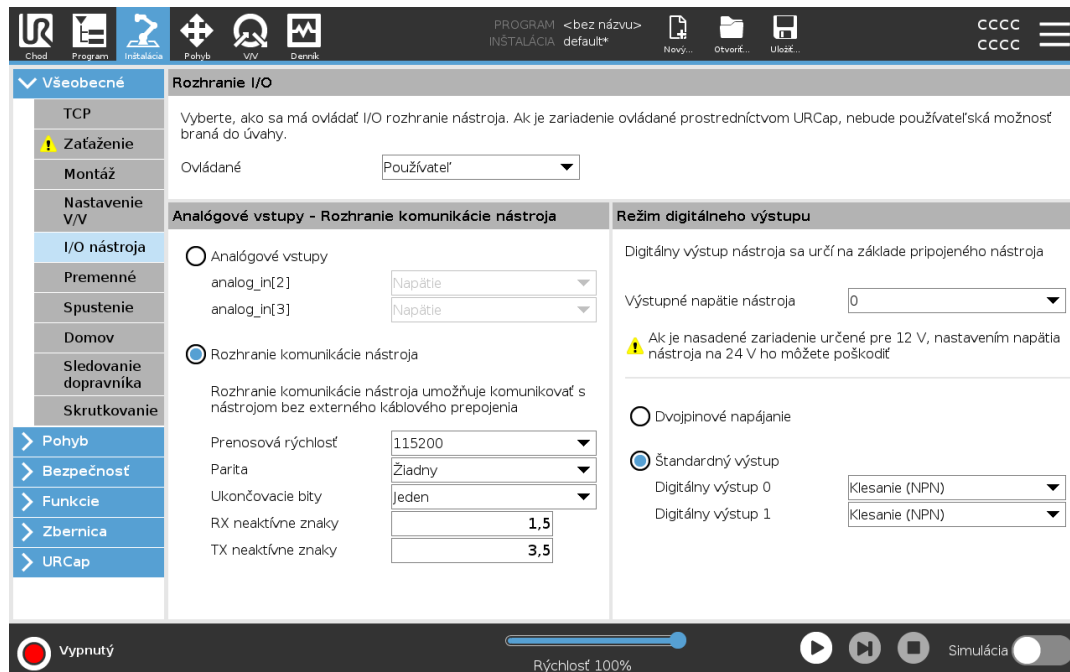 PROGRAM <bez názvu>
INŠTALÁCIA default*
CCCC
CCCC
Chod
Program
Inštalácia
Pohyb
V/V
Denník
Nový...
Otvoriť...
Uložiť...
Všeobecné
TCP
Zaťaženie
Montáž
Nastavenie
V/V
I/O nástroja
Premenné
Spustenie
Domov
Sledovanie
dopravníka
Skrutkovanie
Pohyb
Bezpečnosť
Funkcie
Zbernica
URCap
Rozhranie I/O
Vyberte, ako sa má ovládať I/O rozhranie nástroja. Ak je zariadenie ovládané prostredníctvom URCap, nebude používateľská možnosť
braná do úvahy.
Ovládané
Používateľ
Analógové vstupy - Rozhranie komunikácie nástroja
Analógové vstupy
analog_in[2] Napätie
analog_in[3] Napätie
Rozhranie komunikácie nástroja
Rozhranie komunikácie nástroja umožňuje komunikovať s
nástrojom bez externého káblového prepojenia
Prenosová rýchlosť 115200
Parita Žiadny
Ukončovacie bity Jeden
RX neaktívne znaky 1,5
TX neaktívne znaky 3,5
Režim digitálneho výstupu
Digitálny výstup nástroja sa určí na základe pripojeného nástroja
Výstupné napätie nástroja 0
Ak je nasadené zariadenie určené pre 12 V, nastavením napätia
nástroja na 24 V ho môžete poškodiť
Dvojpinové napájanie
Štandardný výstup
Digitálny výstup 0 Klesanie (NPN)
Digitálny výstup 1 Klesanie (NPN)
Vypnutý
Rýchlosť 100%
Simulácia